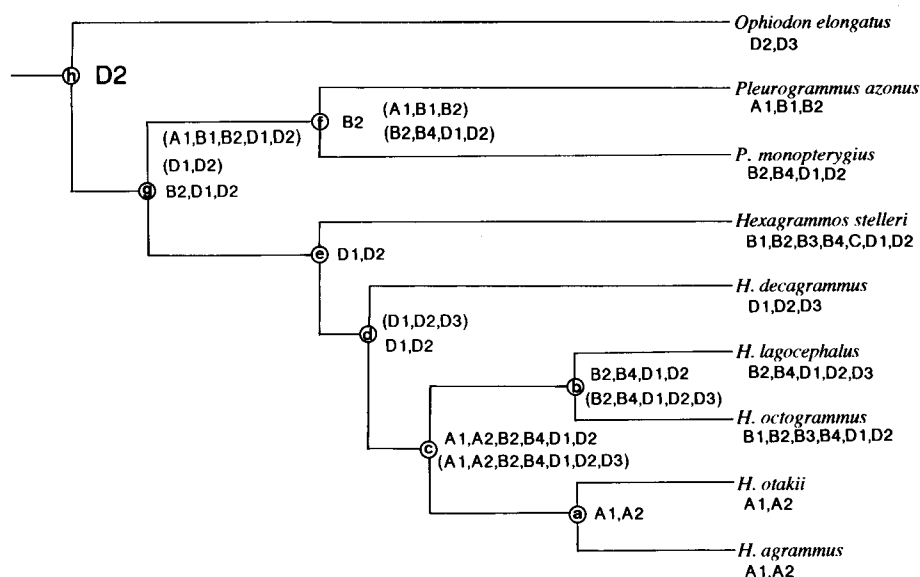 Ophiodon elongatus
D2,D3
h D2
Pleurogrammus azonus
A1,B1,B2
(A1,B1,B2)
f B2
(B2,B4,D1,D2)
(A1,B1,B2,D1,D2)
(D1,D2)
P. monopterygius
B2,B4,D1,D2
g B2,D1,D2
Hexagrammos stelleri
B1,B2,B3,B4,C,D1,D2
e D1,D2
H. decagrammus
D1,D2,D3
(D1,D2,D3)
d
D1,D2
H. lagocephalus
B2,B4,D1,D2,D3
B2,B4,D1,D2
b
(B2,B4,D1,D2,D3)
H. octogrammus
B1,B2,B3,B4,D1,D2
A1,A2,B2,B4,D1,D2
c
(A1,A2,B2,B4,D1,D2,D3)
H. otakii
A1,A2
a A1,A2
H. agrammus
A1,A2